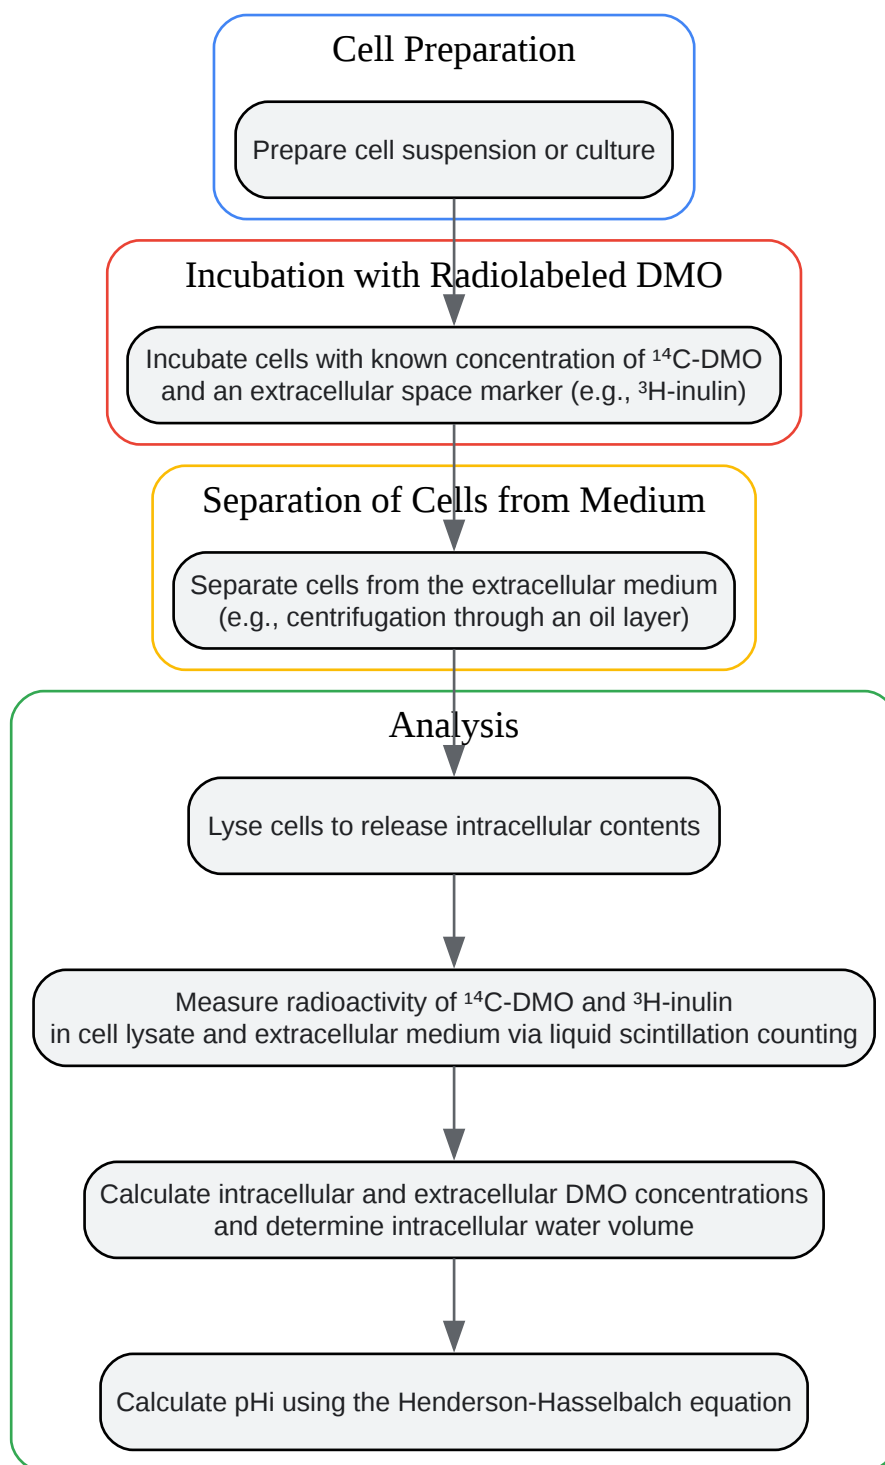 Cell Preparation
Prepare cell suspension or culture
Incubation with Radiolabeled DMO
Incubate cells with known concentration of ¹⁴C-DMO
and an extracellular space marker (e.g., ³H-inulin)
Separation of Cells from Medium
Separate cells from the extracellular medium
(e.g., centrifugation through an oil layer)
Analysis
Lyse cells to release intracellular contents
Measure radioactivity of ¹⁴C-DMO and ³H-inulin
in cell lysate and extracellular medium via liquid scintillation counting
Calculate intracellular and extracellular DMO concentrations
and determine intracellular water volume
Calculate pHi using the Henderson-Hasselbalch equation